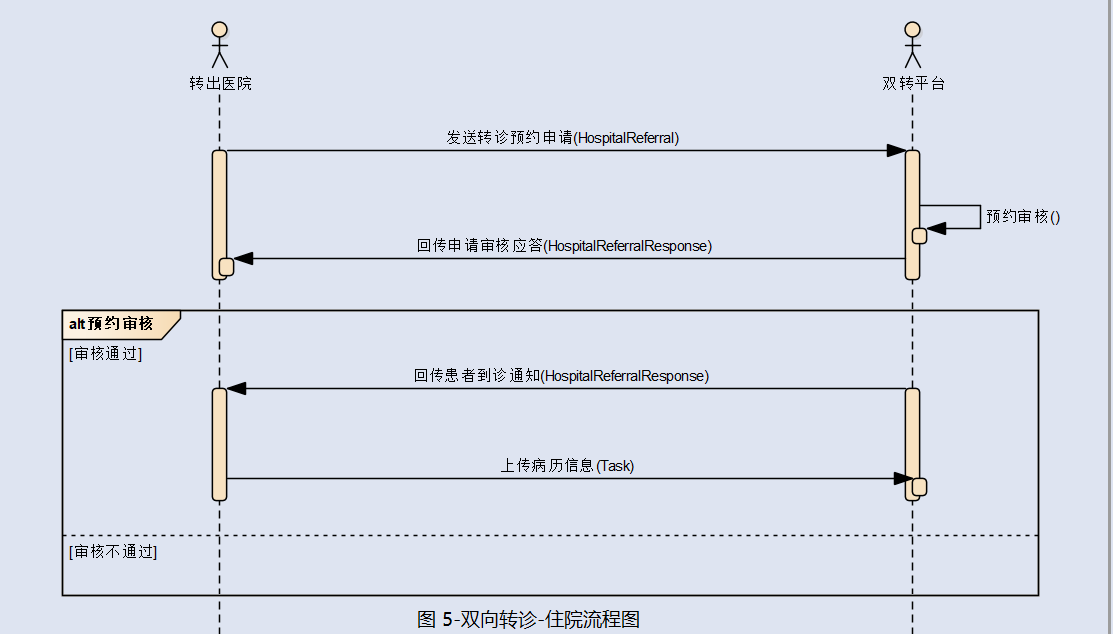 转出医院
双转平台
发送转诊预约申请(HospitalReferral)
预约审核()
回传申请审核应答(HospitalReferralResponse)
alt预约审核
[审核通过]
回传患者到诊通知(HospitalReferralResponse)
上传病历信息(Task)
[审核不通过]
图 5-双向转诊-住院流程图